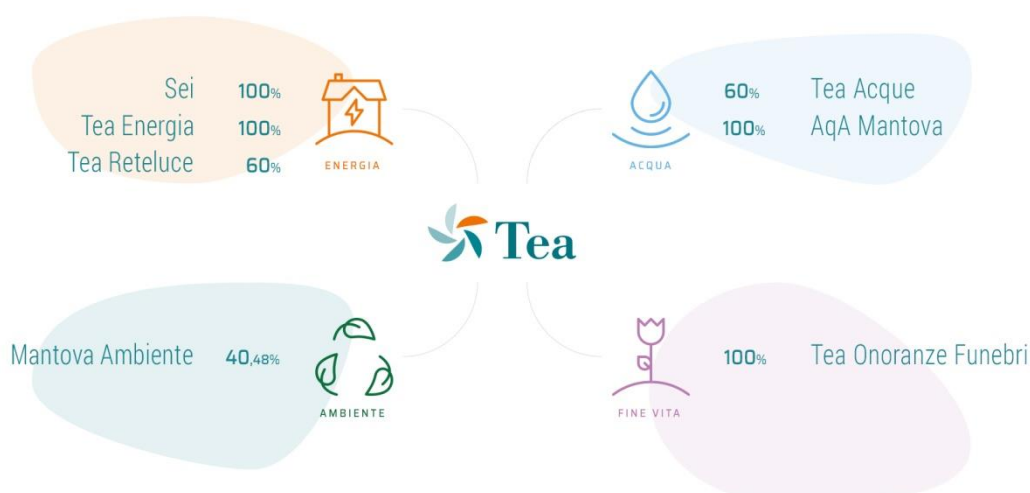 Sei 100%
Tea Energia 100%
Tea Reteluce 60%
ENERGIA
60% Tea Acque
100% AqA Mantova
ACQUA
Tea
Mantova Ambiente 40,48%
AMBIENTE
100% Tea Onoranze Funebri
FINE VITA